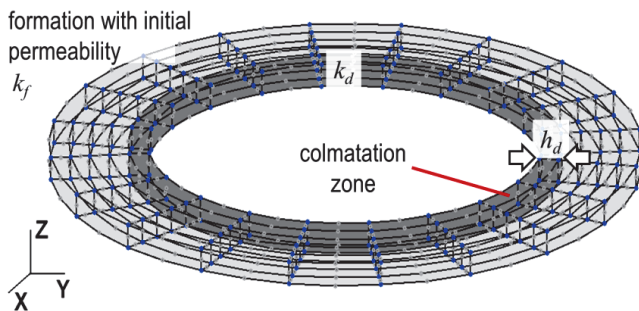 formation with initial
permeability
k_f
k_d
h_d
colmatation
zone
Z
X Y